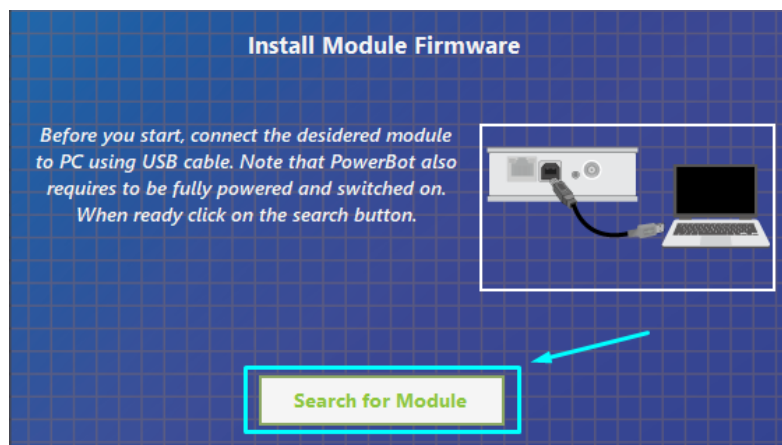 Install Module Firmware
Before you start, connect the desidered module
to PC using USB cable. Note that PowerBot also
requires to be fully powered and switched on.
When ready click on the search button.
Search for Module